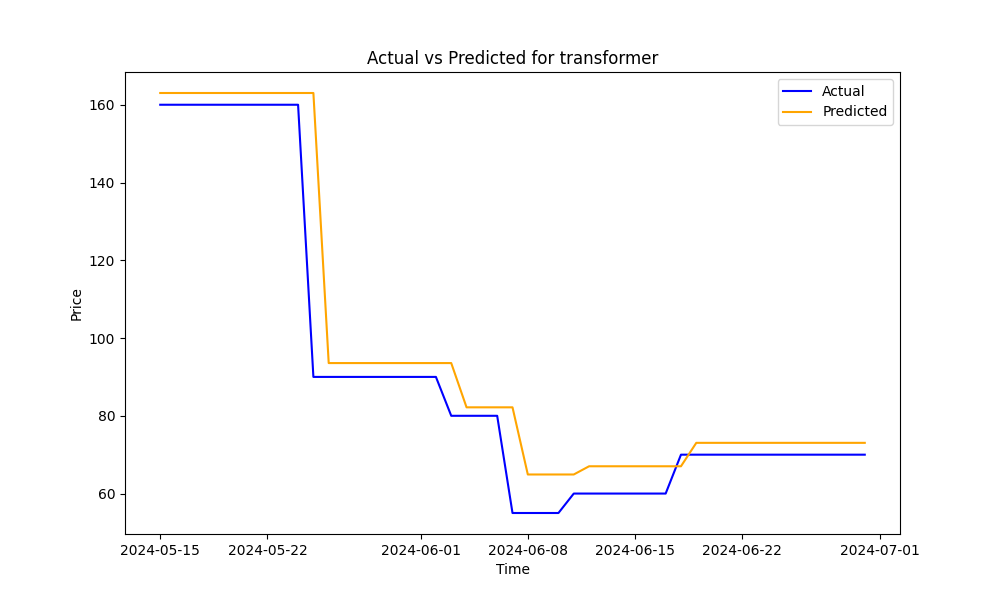 Actual vs Predicted for transformer
Actual
Predicted
Price
160
140
120
100
80
60
2024-05-15 2024-05-22 2024-06-01 2024-06-08 2024-06-15 2024-06-22 2024-07-01
Time